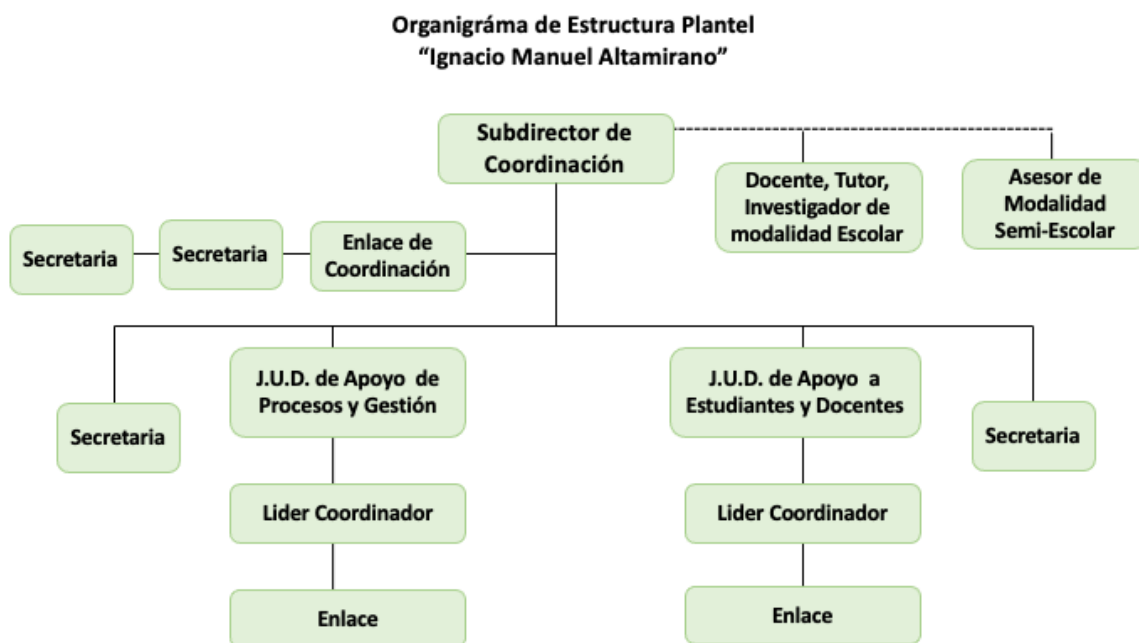 Organigráma de Estructura Plantel
“Ignacio Manuel Altamirano”
Subdirector de
Coordinación
Docente, Tutor,
Investigador de
modalidad Escolar
Asesor de
Modalidad
Semi-Escolar
Secretaria
Secretaria
Enlace de
Coordinación
Secretaria
J.U.D. de Apoyo de
Procesos y Gestión
J.U.D. de Apoyo a
Estudiantes y Docentes
Secretaria
Lider Coordinador
Lider Coordinador
Enlace
Enlace